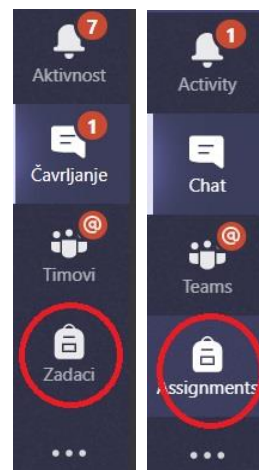 7
Aktivnost
1
Čavrljanje
@
Timovi
Zadaci
1
Activity
Chat
@
Teams
Assignments